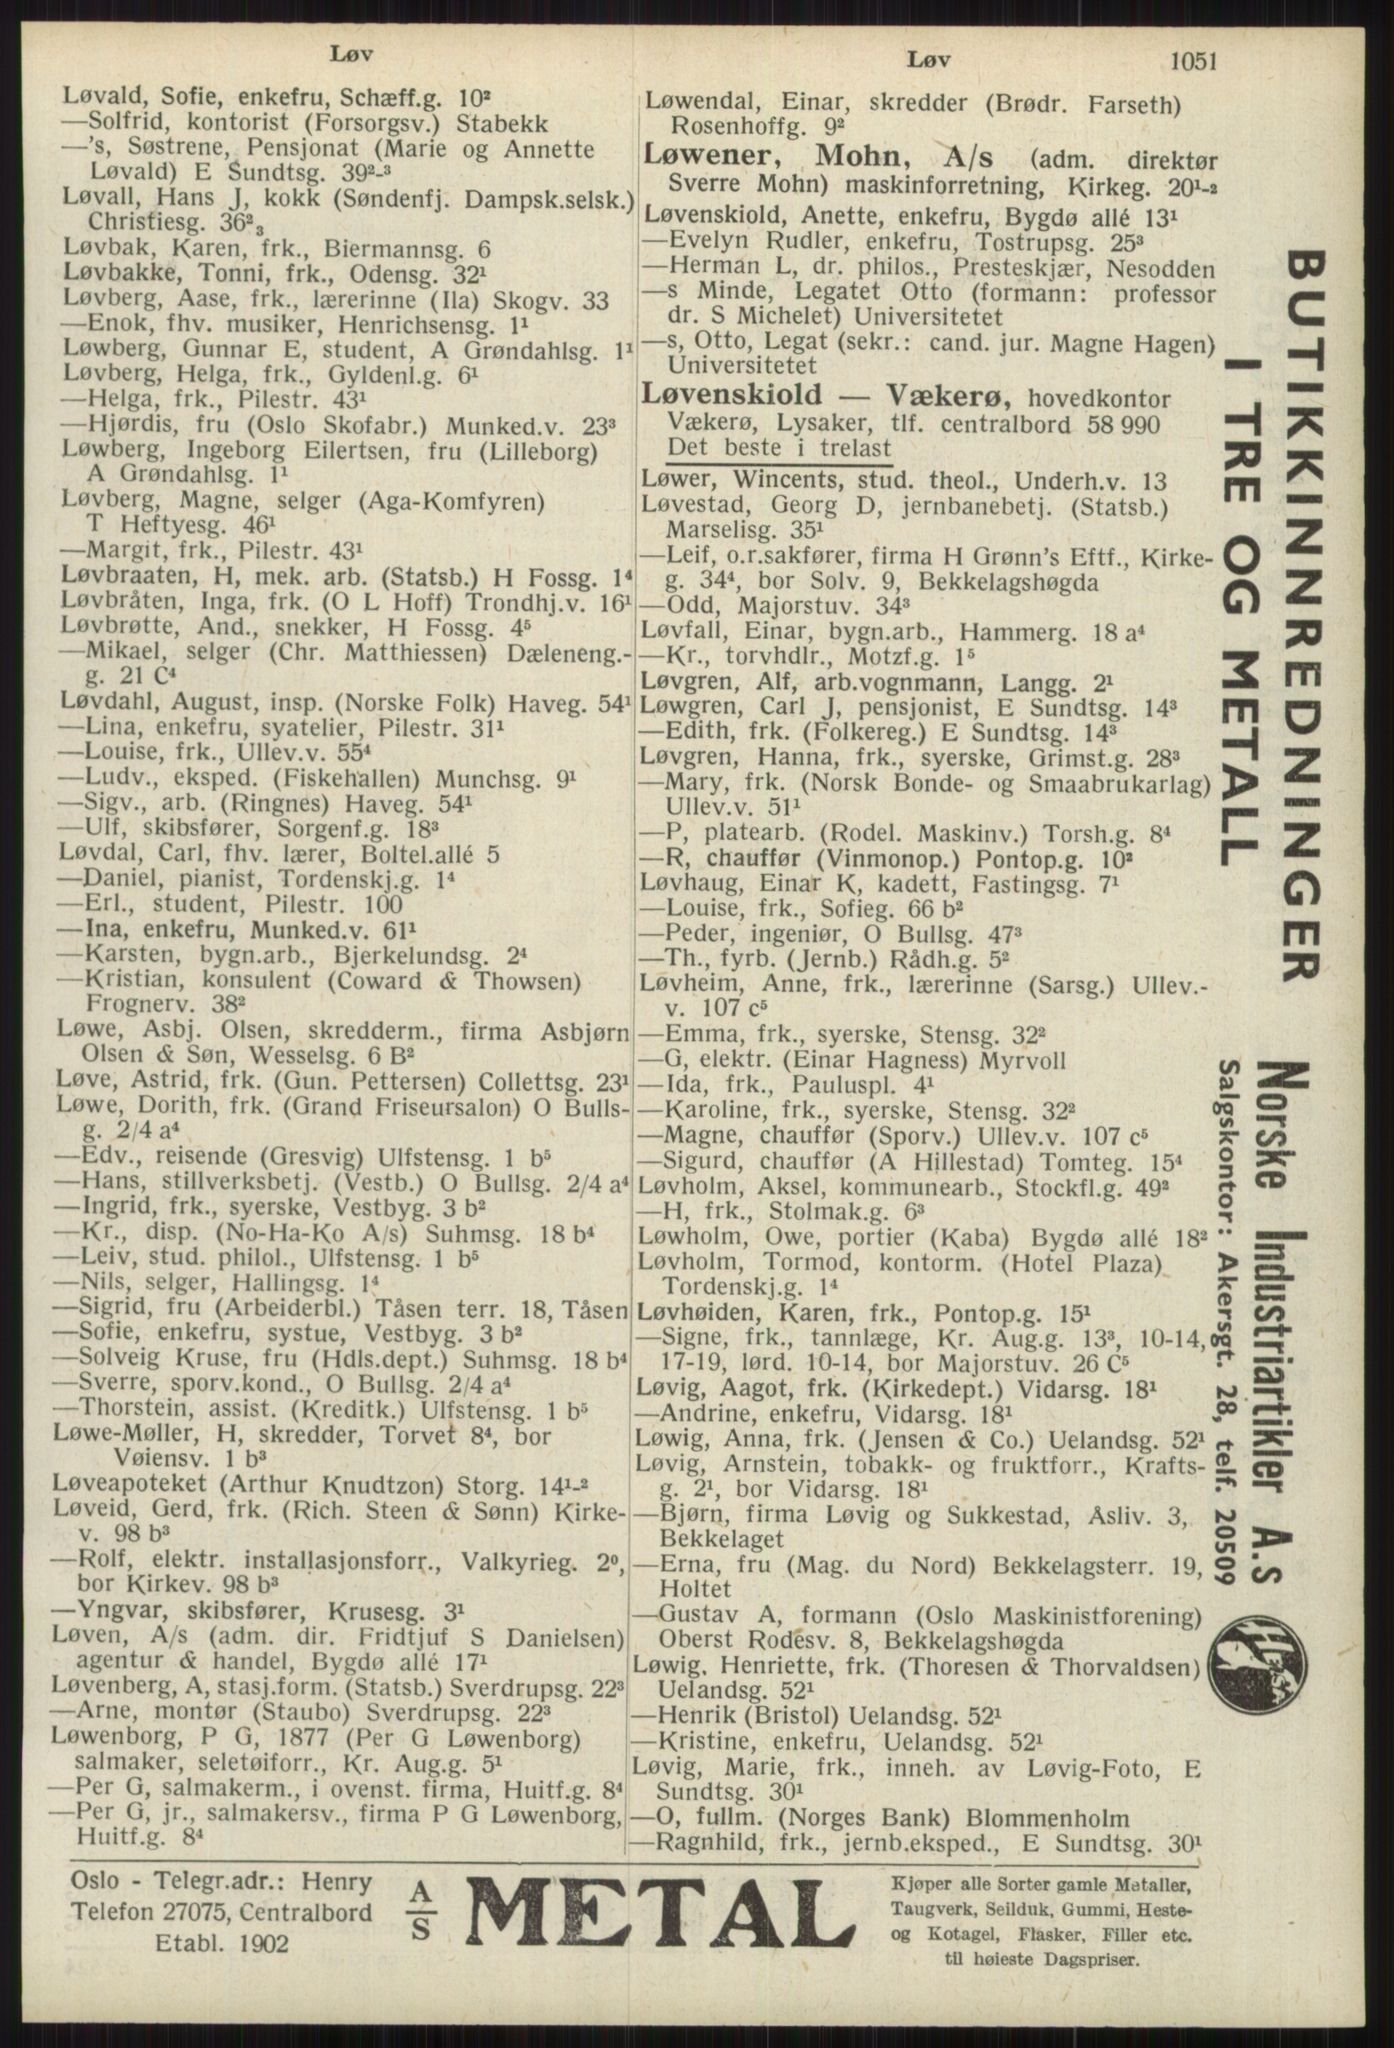 Løv
Løvald, Sofie, enkefru, Schæff.g. 10²
—Solfrid, kontorist (Forsorgsv.) Stabekk
—'s, Søstrene, Pensjonat (Marie og Annette
Løvald) E Sundtsg. 39²-³
Løvall, Hans J, kokk (Søndenfj. Dampsk.selsk.)
Christiesg. 36²₃
Løvbak, Karen, frk., Biermannsg. 6
Løvbakke, Tonni, frk., Odensg. 32¹
Løvberg, Aase, frk., lærerinne (Ila) Skogv. 33
—Enok, fhv. musiker, Henrichsensg. 1¹
Løwberg, Gunnar E, student, A Grøndahlsg. 1¹
Løvberg, Helga, frk., Gyldenl.g. 6¹
—Helga, frk., Pilestr. 43¹
—Hjørdis, fru (Oslo Skofabr.) Munked.v. 23³
Løwberg, Ingeborg Eilertsen, fru (Lilleborg)
A Grøndahlsg. 1¹
Løvberg, Magne, selger (Aga-Komfyren)
T Heftyesg. 46¹
—Margit, frk., Pilestr. 43¹
Løvbraaten, H, mek. arb. (Statsb.) H Fossg. 1⁴
Løvbråten, Inga, frk. (O L Hoff) Trondhj.v. 16¹
Løvbrøtte, And., snekker, H Fossg. 4⁵
—Mikael, selger (Chr. Matthiessen) Dæleneng.-
g. 21 C⁴
Løvdahl, August, insp. (Norske Folk) Haveg. 54¹
—Lina, enkefru, syatelier, Pilestr. 31¹
—Louise, frk., Ullev.v. 55⁴
—Ludv., eksped. (Fiskehallen) Munchsg. 9¹
—Sigv., arb. (Ringnes) Haveg. 54¹
—Ulf, skibsfører, Sorgenf.g. 18³
Løvdal, Carl, fhv. lærer, Boltel.allé 5
—Daniel, pianist, Tordenskj.g. 1⁴
—Erl., student, Pilestr. 100
—Ina, enkefru, Munked.v. 61¹
—Karsten, bygn.arb., Bjerkelundsg. 2⁴
—Kristian, konsulent (Coward & Thowsen)
Frognerv. 38²
Løwe, Asbj. Olsen, skredderm., firma Asbjørn
Olsen & Søn, Wesselsg. 6 B²
Løve, Astrid, frk. (Gun. Pettersen) Collettsg. 23¹
Løwe, Dorith, frk. (Grand Friseursalon) O Bulls-
g. 2/4 a⁴
—Edv., reisende (Gresvig) Ulfstensg. 1 b⁵
—Hans, stillverksbetj. (Vestb.) O Bullsg. 2/4 a⁴
—Ingrid, frk., syerske, Vestbyg. 3 b²
—Kr., disp. (No-Ha-Ko A/s) Suhmsg. 18 b⁴
—Leiv, stud. philol., Ulfstensg. 1 b⁵
—Nils, selger, Hallingsg. 1⁴
—Sigrid, fru (Arbeiderbl.) Tåsen terr. 18, Tåsen
—Sofie, enkefru, systue, Vestbyg. 3 b²
—Solveig Kruse, fru (Hdls.dept.) Suhmsg. 18 b⁴
—Sverre, sporv.kond., O Bullsg. 2/4 a⁴
—Thorstein, assist. (Kreditk.) Ulfstensg. 1 b⁵
Løwe-Møller, H, skredder, Torvet 8⁴, bor
Vøiensv. 1 b³
Løveapoteket (Arthur Knudtzon) Storg. 14¹-²
Løveid, Gerd, frk. (Rich. Steen & Sønn) Kirke-
v. 98 b³
—Rolf, elektr. installasjonsforr., Valkyrieg. 2⁰,
bor Kirkev. 98 b³
—Yngvar, skibsfører, Krusesg. 3¹
Løven, A/s (adm. dir. Fridtjuf S Danielsen)
agentur & handel, Bygdø allé 17¹
Løvenberg, A, stasj.form. (Statsb.) Sverdrupsg. 22³
—Arne, montør (Staubo) Sverdrupsg. 22³
Løwenborg, P G, 1877 (Per G Løwenborg)
salmaker, seletøiforr., Kr. Aug.g. 5¹
—Per G, salmakerm., i ovenst. firma, Huitf.g. 8⁴
—Per G, jr., salmakersv., firma P G Løwenborg,
Huitf.g. 8⁴
Løv 1051
Løwendal, Einar, skredder (Brødr. Farseth)
Rosenhoffg. 9²
Løwener, Mohn, A/s (adm. direktør
Sverre Mohn) maskinforretning, Kirkeg. 20¹-²
Løvenskiold, Anette, enkefru, Bygdø allé 13¹
—Evelyn Rudler, enkefru, Tostrupsg. 25³
—Herman L, dr. philos., Presteskjær, Nesodden
—s Minde, Legatet Otto (formann: professor
dr. S Michelet) Universitetet
—s, Otto, Legat (sekr.: cand. jur. Magne Hagen)
Universitetet
Løvenskiold — Vækerø, hovedkontor
Vækerø, Lysaker, tlf. centralbord 58 990
Det beste i trelast
Løwer, Wincents, stud. theol., Underh.v. 13
Løvestad, Georg D, jernbanebetj. (Statsb.)
Marselisg. 35¹
—Leif, o.r.sakfører, firma H Grønn's Eftf., Kirke-
g. 34⁴, bor Solv. 9, Bekkelagshøgda
—Odd, Majorstuv. 34³
Løvfall, Einar, bygn.arb., Hammerg. 18 a⁴
—Kr., torvhdlr., Motzf.g. 1⁵
Løvgren, Alf, arb.vognmann, Langg. 2¹
Løwgren, Carl J, pensjonist, E Sundtsg. 14³
—Edith, frk. (Folkereg.) E Sundtsg. 14³
Løvgren, Hanna, frk., syerske, Grimst.g. 28³
—Mary, frk. (Norsk Bonde- og Smaabrukarlag)
Ullev.v. 51¹
—P, platearb. (Rodel. Maskinv.) Torsh.g. 8⁴
—R, chauffør (Vinmonop.) Pontop.g. 10²
Løvhaug, Einar K, kadett, Fastingsg. 7¹
—Louise, frk., Sofieg. 66 b²
—Peder, ingeniør, O Bullsg. 47³
—Th., fyrb. (Jernb.) Rådh.g. 5²
Løvheim, Anne, frk., lærerinne (Sarsg.) Ullev.-
v. 107 c⁵
—Emma, frk., syerske, Stensg. 32²
—G, elektr. (Einar Hagness) Myrvoll
—Ida, frk., Pauluspl. 4¹
—Karoline, frk., syerske, Stensg. 32²
—Magne, chauffør (Sporv.) Ullev.v. 107 c⁵
—Sigurd, chauffør (A Hillestad) Tomteg. 15⁴
Løvholm, Aksel, kommunearb., Stockfl.g. 49²
—H, frk., Stolmak.g. 6³
Løwholm, Owe, portier (Kaba) Bygdø allé 18²
Løvholm, Tormod, kontorm. (Hotel Plaza)
Tordenskj.g. 1⁴
Løvhøiden, Karen, frk., Pontop.g. 15¹
—Signe, frk., tannlæge, Kr. Aug.g. 13³, 10-14,
17-19, lørd. 10-14, bor Majorstuv. 26 C⁵
Løvig, Aagot, frk. (Kirkedept.) Vidarsg. 18¹
—Andrine, enkefru, Vidarsg. 18¹
Løwig, Anna, frk. (Jensen & Co.) Uelandsg. 52¹
Løvig, Arnstein, tobakk- og fruktforr., Krafts-
g. 2¹, bor Vidarsg. 18¹
—Bjørn, firma Løvig og Sukkestad, Åsliv. 3,
Bekkelaget
—Erna, fru (Mag. du Nord) Bekkelagsterr. 19,
Holtet
—Gustav A, formann (Oslo Maskinistforening)
Oberst Rodesv. 8, Bekkelagshøgda
Løwig, Henriette, frk. (Thoresen & Thorvaldsen)
Uelandsg. 52¹
—Henrik (Bristol) Uelandsg. 52¹
—Kristine, enkefru, Uelandsg. 52¹
Løvig, Marie, frk., inneh. av Løvig-Foto, E
Sundtsg. 30¹
—O, fullm. (Norges Bank) Blommenholm
—Ragnhild, frk., jernb.eksped., E Sundtsg. 30¹
BUTIKKINNREDNINGER
I TRE OG METALL
Norske Industriartikler A.s
Salgskontor: Akersgt. 28, telf. 20509
Oslo - Telegr.adr.: Henry
Telefon 27075, Centralbord
Etabl. 1902
A/S METAL
Kjøper alle Sorter gamle Metaller,
Taugverk, Seilduk, Gummi, Heste-
og Kotagel, Flasker, Filler etc.
til høieste Dagspriser.